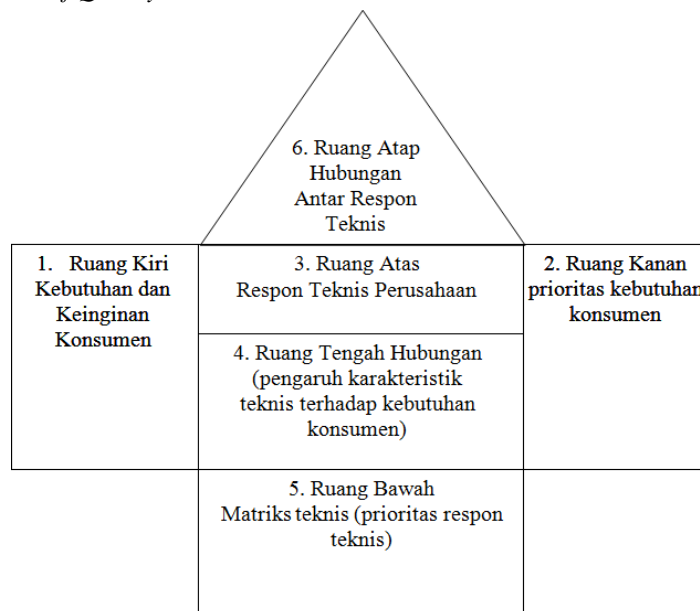 6. Ruang Atap
Hubungan
Antar Respon
Teknis
1. Ruang Kiri
Kebutuhan dan
Keinginan
Konsumen
3. Ruang Atas
Respon Teknis Perusahaan
2. Ruang Kanan
prioritas kebutuhan
konsumen
4. Ruang Tengah Hubungan
(pengaruh karakteristik
teknis terhadap kebutuhan
konsumen)
5. Ruang Bawah
Matriks teknis (prioritas respon
teknis)